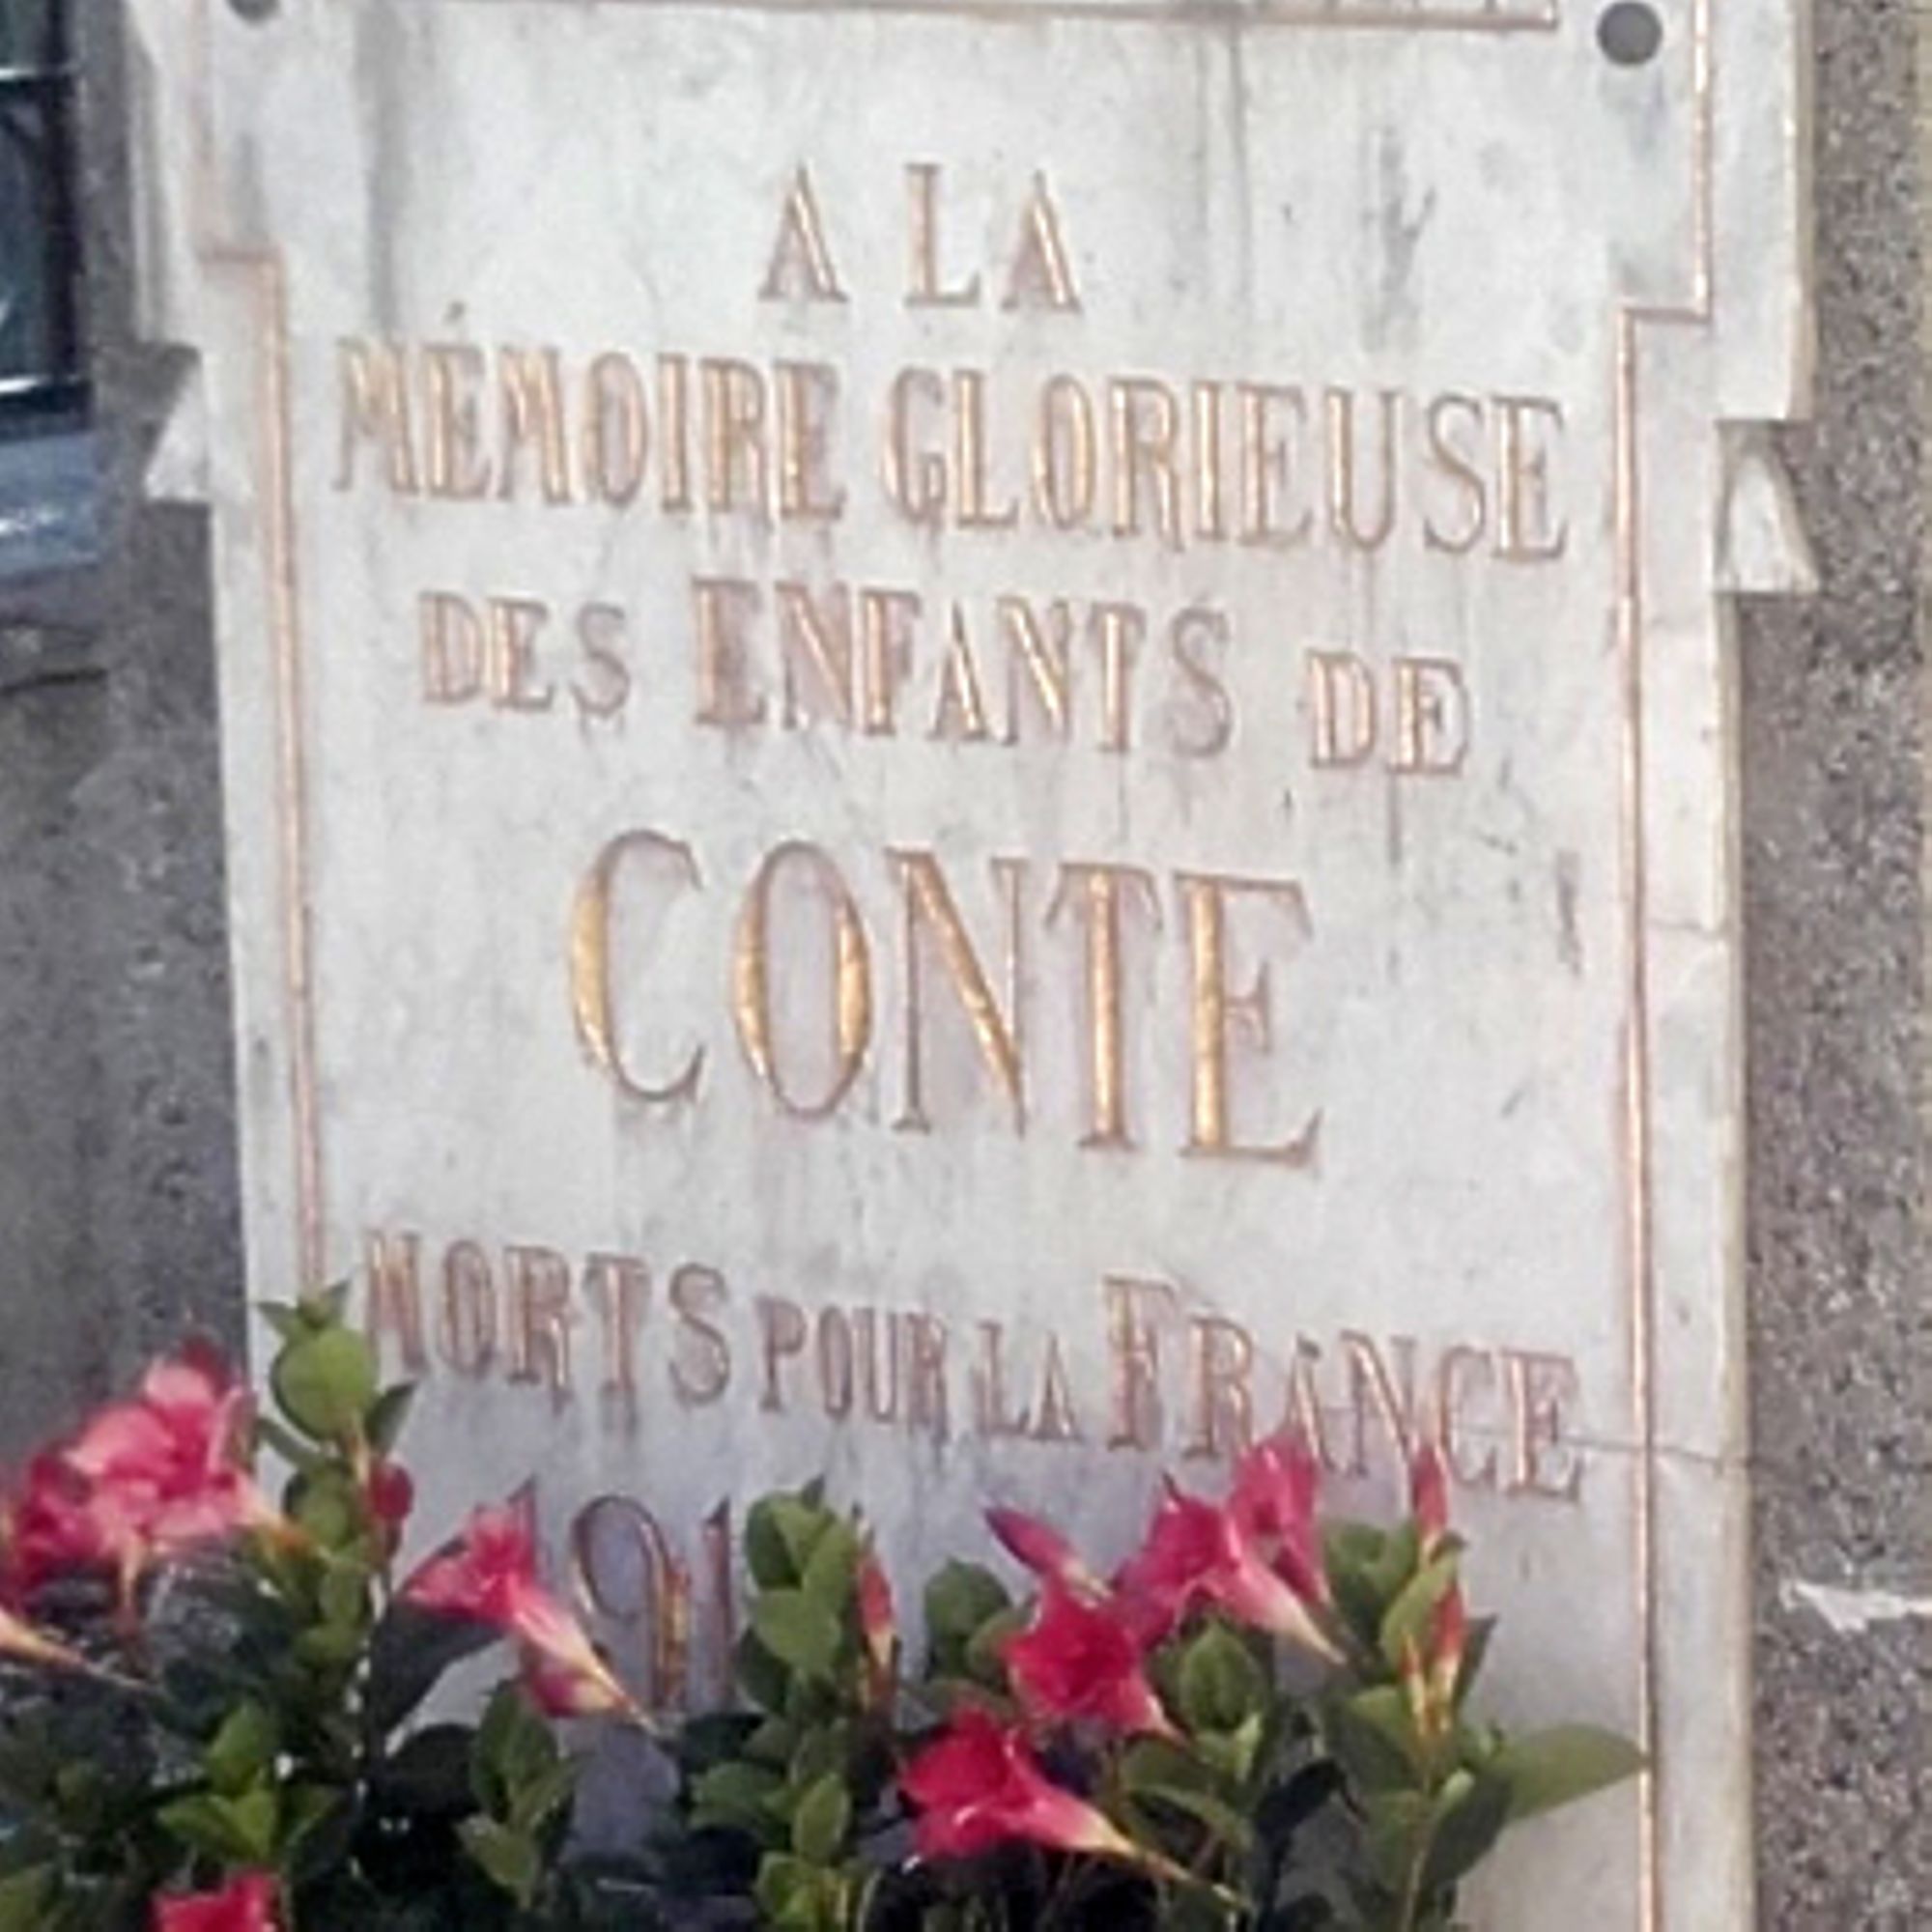 A LA
MÉMOIRE GLORIEUSE
DES ENFANTS DE
CONTE
MORTS POUR LA FRANCE